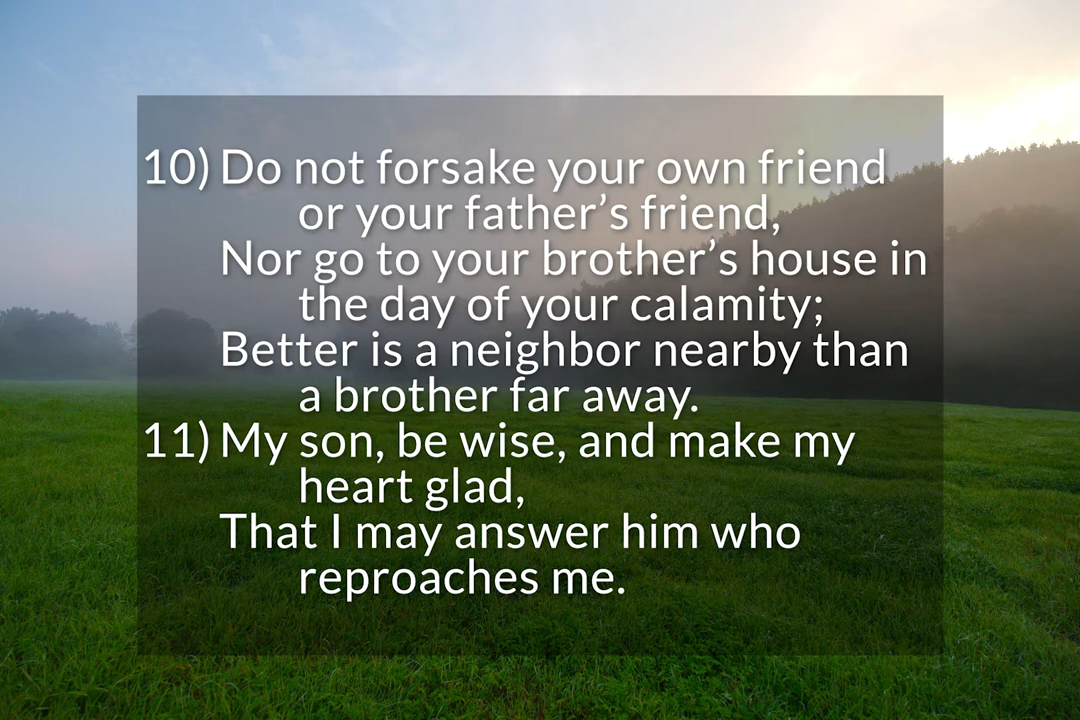 10) Do not forsake your own friend
or your father’s friend,
Nor go to your brother’s house in
the day of your calamity;
Better is a neighbor nearby than
a brother far away.
11) My son, be wise, and make my
heart glad,
That I may answer him who
reproaches me.